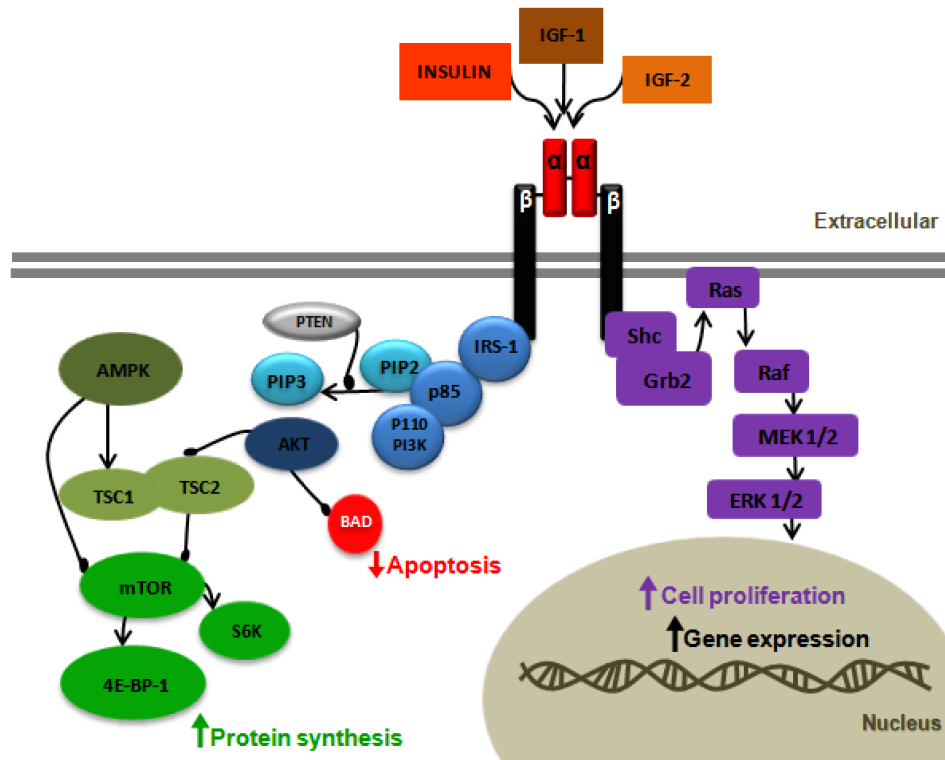 IGF-1
INSULIN
IGF-2
α α
β β
Extracellular
Ras
PTEN
Shc
IRS-1
AMPK
PIP3
PIP2
p85
Grb2
Raf
P110
PI3K
AKT
MEK 1/2
TSC1
TSC2
ERK 1/2
BAD
Apoptosis
mTOR
Cell proliferation
S6K
Gene expression
4E-BP-1
Nucleus
Protein synthesis